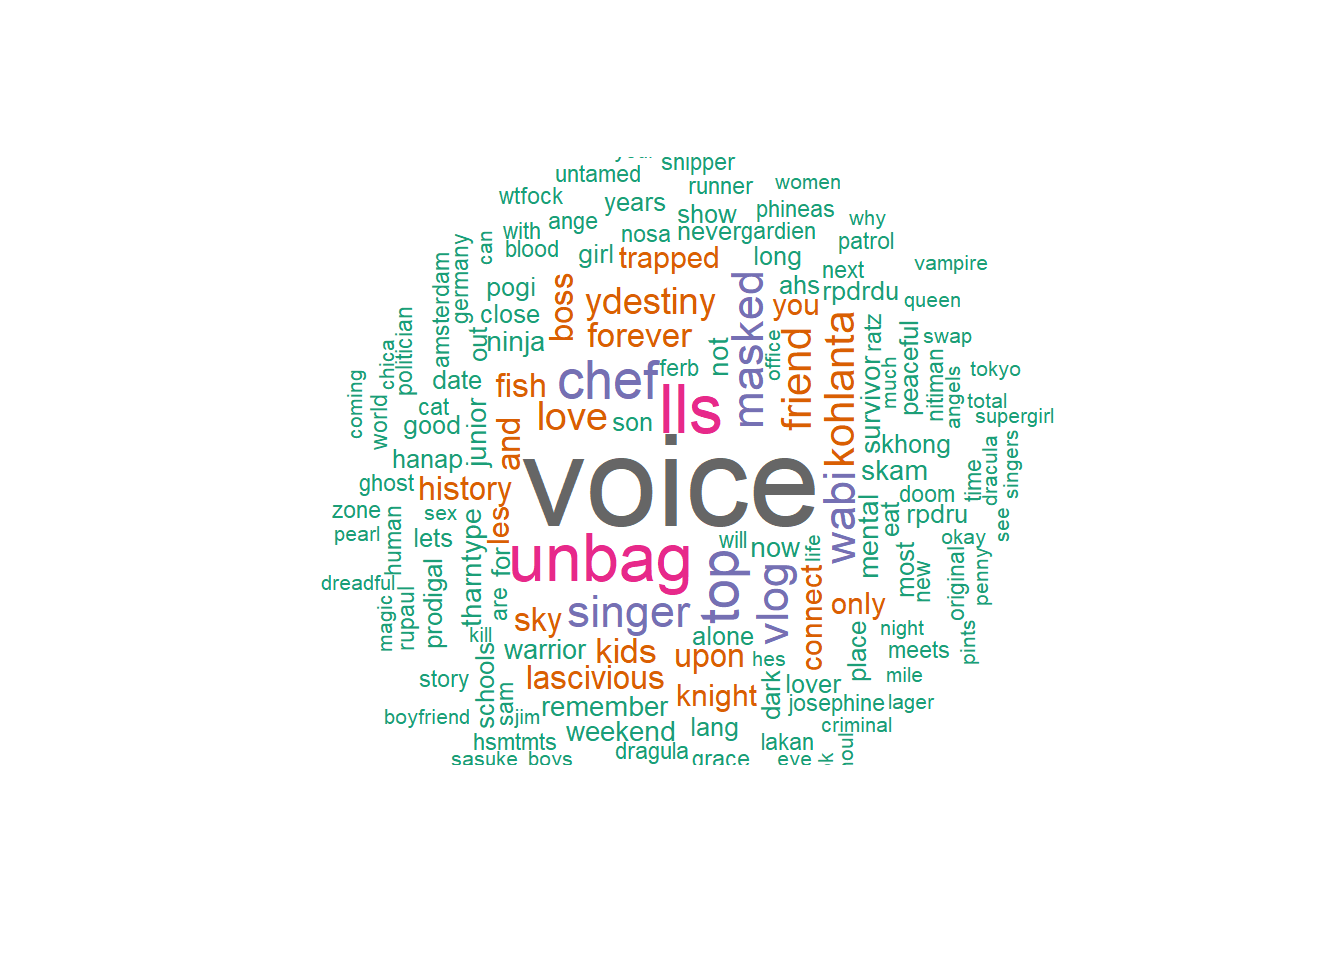 snipper
untamed
runner
women
wtfock
years
show
phineas
ange
why
with
nosa
never
gardien
patrol
can
blood
girl
trapped
long
next
vampire
germany
amsterdam
pogi
boss
ydestiny
masked
ahs
you
rpdrdu
queen
close
forever
not
office
friend
kohlanta
ratz
peaceful
swap
out
ninja
chica
politician
ferb
survivor
much
nitiman
angels
tokyo
date
fish
chef
lls
total
coming
world
cat
good
junior
and
love
son
supergirl
hanap
skhong
skam
time
dracula
singers
ghost
history
voice
wabi
doom
zone
sex
les
mental
eat
rpdru
see
pearl
human
lets
tharntype
for
unbag
will
now
life
okay
top
vlog
most
new
original
penny
dreadful
are
connect
magic
rupaul
prodigal
sky
singer
only
kill
alone
night
pints
warrior
kids
upon
hes
place
meets
story
schools
lascivious
dark
lover
mile
sam
knight
josephine
lager
boyfriend
jim
remember
criminal
weekend
lang
hsmtmts
dragula
lakan
sasuke
boys
grace
eve